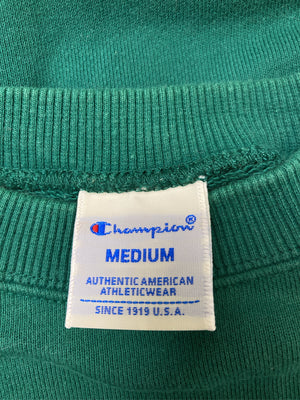 Champion®
MEDIUM
AUTHENTIC AMERICAN
ATHLETICWEAR
SINCE 1919 U.S.A.